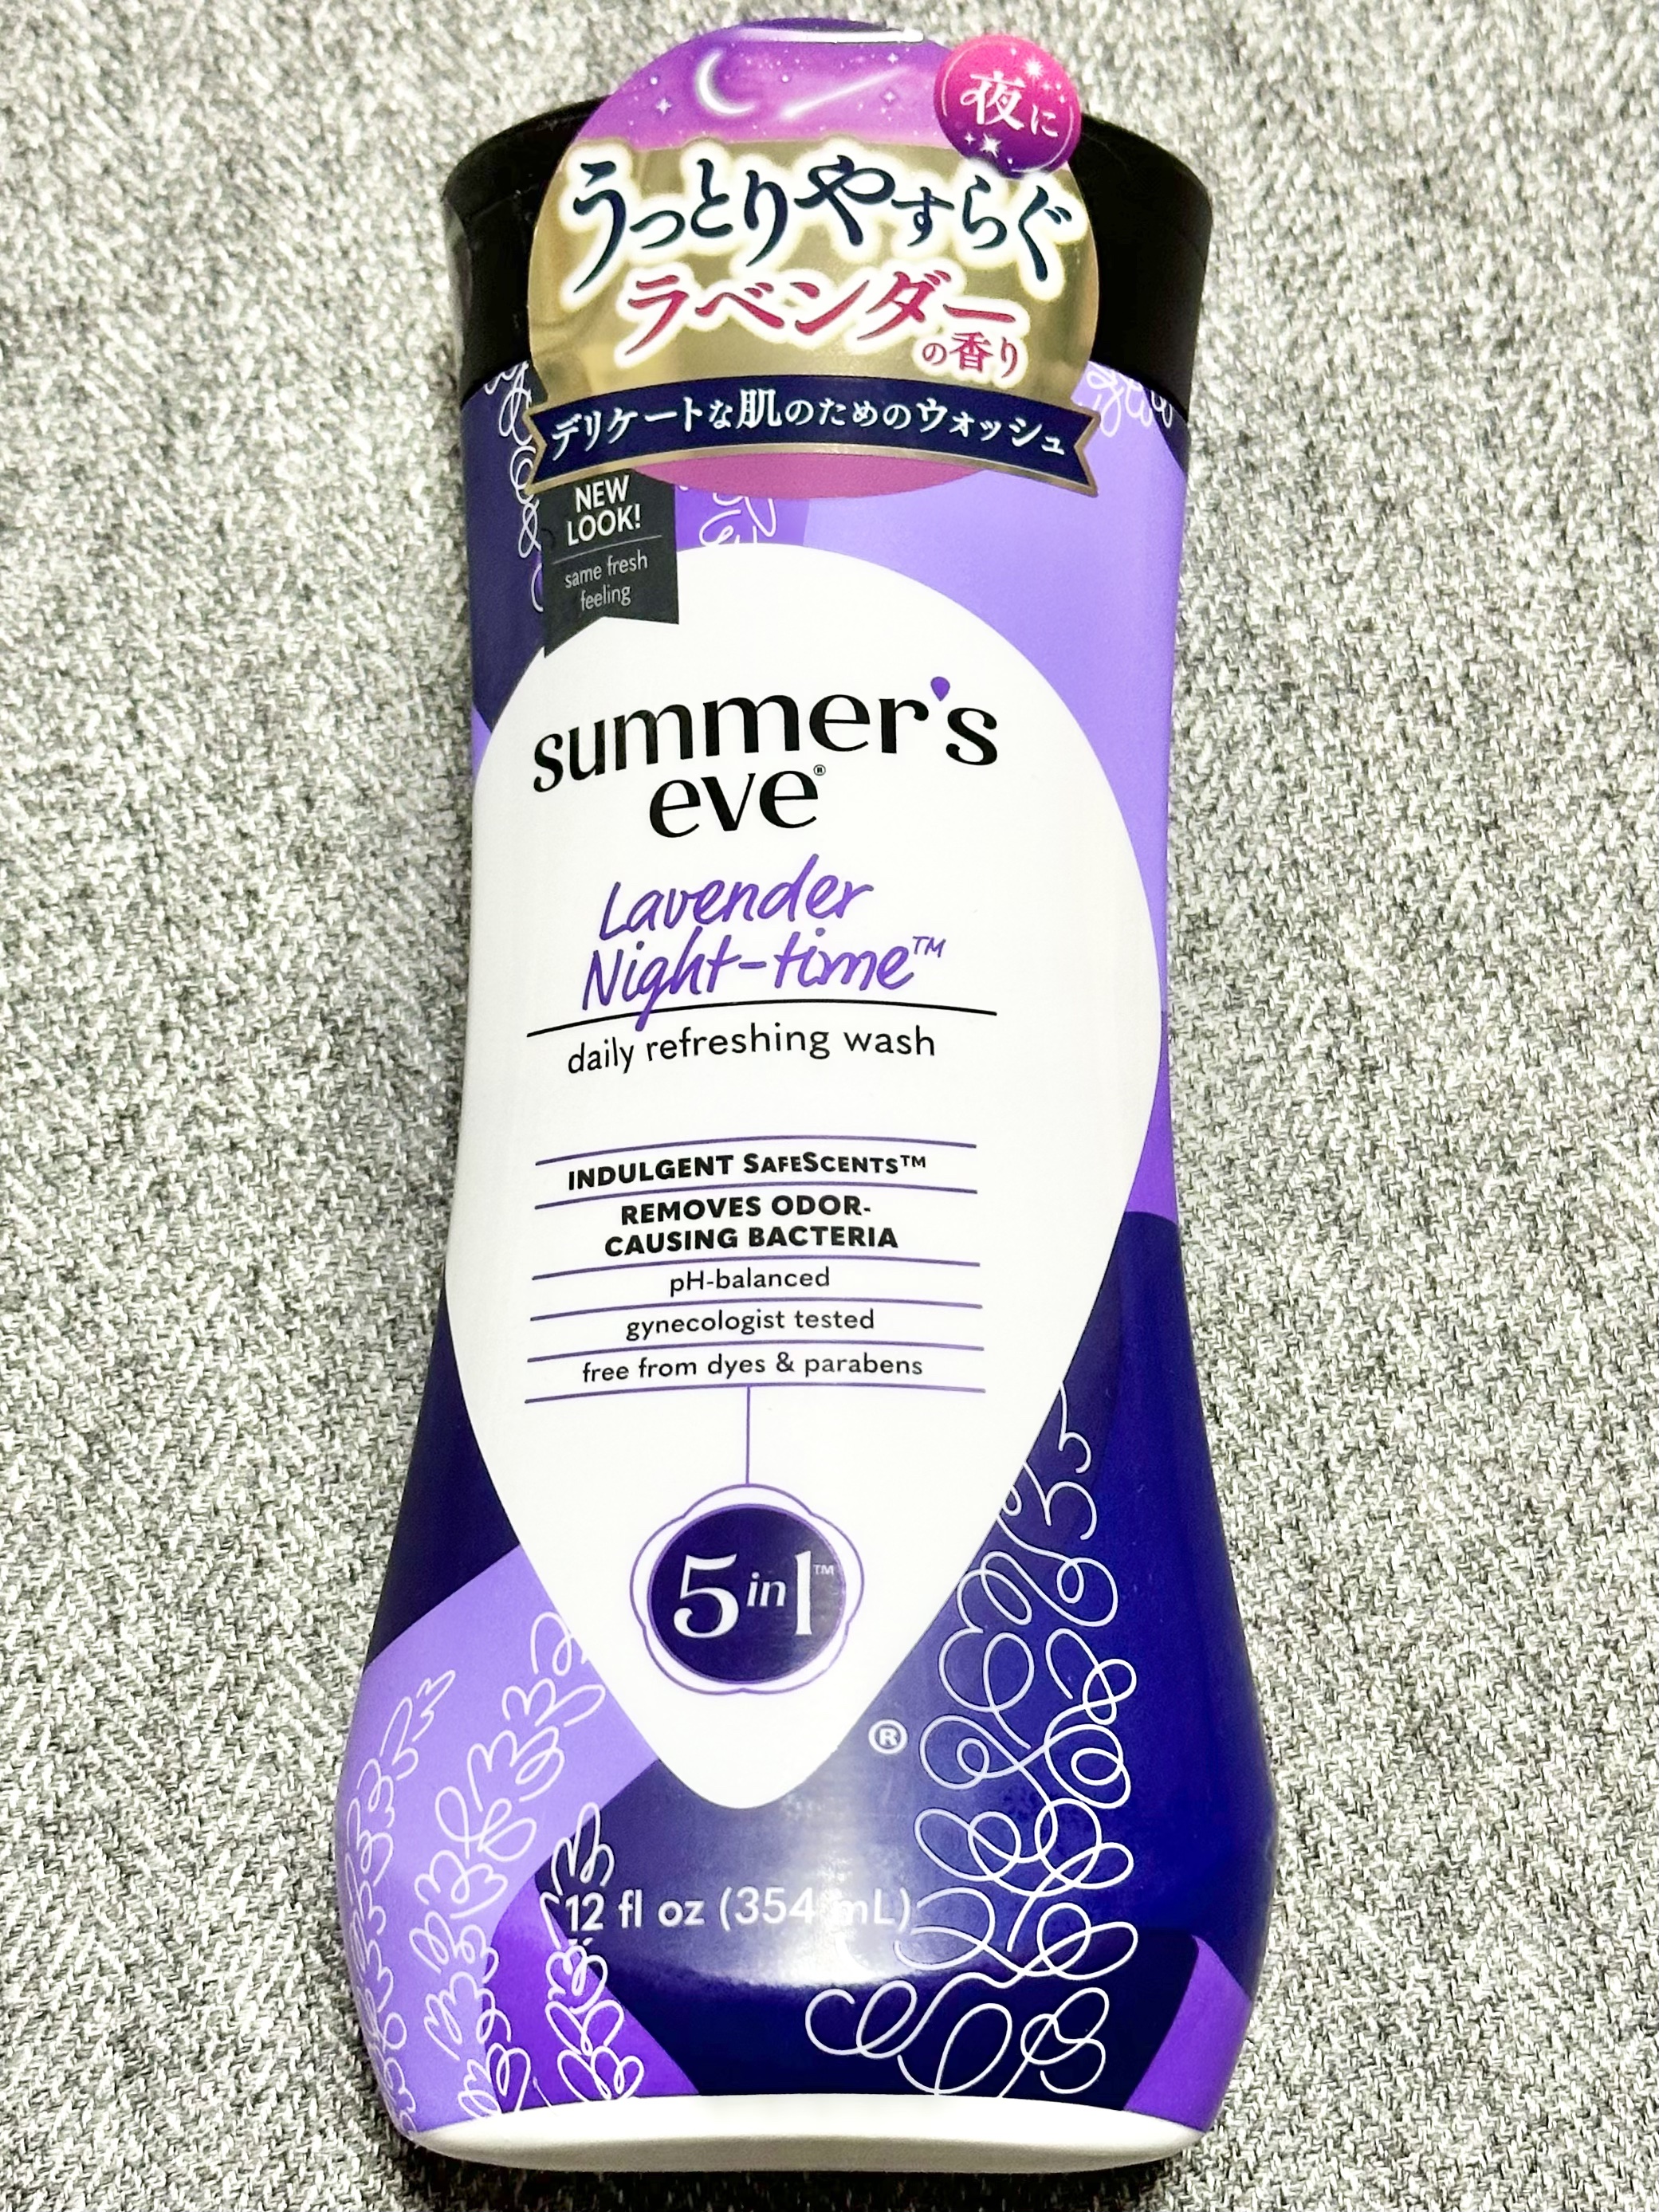 夜に
うっとりやすらぐ
ラベンダー
の香り
デリケートな肌のためのウォッシュ
NEW
LOOK!
same fresh
feeling
summer's
eve®
Lavender
Night-time™
daily refreshing wash
INDULGENT SAFESCENTS™
REMOVES ODOR-
CAUSING BACTERIA
pH-balanced
gynecologist tested
free from dyes & parabens
5 in 1™
®
12 fl oz (354 mL)